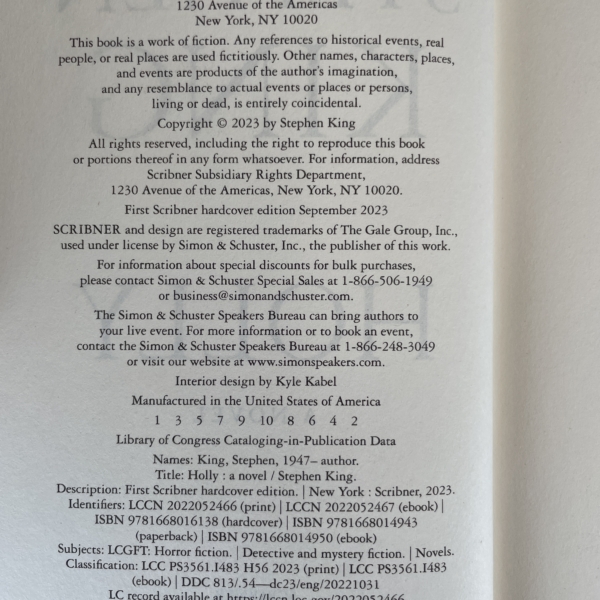 1230 Avenue of the Americas
New York, NY 10020
This book is a work of fiction. Any references to historical events, real
people, or real places are used fictitiously. Other names, characters, places,
and events are products of the author's imagination,
and any resemblance to actual events or places or persons,
living or dead, is entirely coincidental.
Copyright © 2023 by Stephen King
All rights reserved, including the right to reproduce this book
or portions thereof in any form whatsoever. For information, address
Scribner Subsidiary Rights Department,
1230 Avenue of the Americas, New York, NY 10020.
First Scribner hardcover edition September 2023
SCRIBNER and design are registered trademarks of The Gale Group, Inc.,
used under license by Simon & Schuster, Inc., the publisher of this work.
For information about special discounts for bulk purchases,
please contact Simon & Schuster Special Sales at 1-866-506-1949
or business@simonandschuster.com.
The Simon & Schuster Speakers Bureau can bring authors to
your live event. For more information or to book an event,
contact the Simon & Schuster Speakers Bureau at 1-866-248-3049
or visit our website at www.simonspeakers.com.
Interior design by Kyle Kabel
Manufactured in the United States of America
1 3 5 7 9 10 8 6 4 2
Library of Congress Cataloging-in-Publication Data
Names: King, Stephen, 1947– author.
Title: Holly : a novel / Stephen King.
Description: First Scribner hardcover edition. | New York : Scribner, 2023.
Identifiers: LCCN 2022052466 (print) | LCCN 2022052467 (ebook) |
ISBN 9781668016138 (hardcover) | ISBN 9781668014943
(paperback) | ISBN 9781668014950 (ebook)
Subjects: LCGFT: Horror fiction. | Detective and mystery fiction. | Novels.
Classification: LCC PS3561.I483 H56 2023 (print) | LCC PS3561.I483
(ebook) | DDC 813/.54—dc23/eng/20221031
LC record available at https://lccn.loc.gov/2022052466